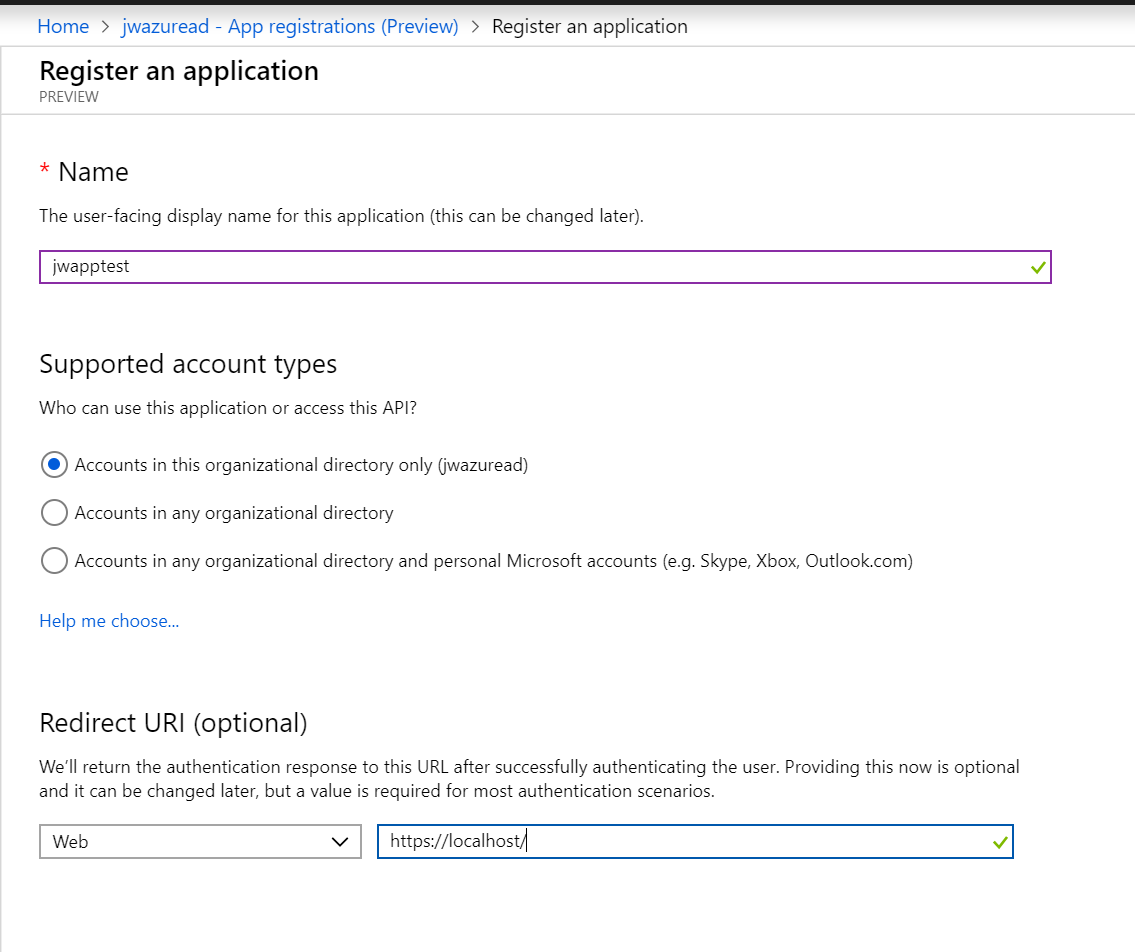 Home > jwazuread - App registrations (Preview) > Register an application
Register an application
PREVIEW
* Name
The user-facing display name for this application (this can be changed later).
jwapptest
Supported account types
Who can use this application or access this API?
Accounts in this organizational directory only (jwazuread)
Accounts in any organizational directory
Accounts in any organizational directory and personal Microsoft accounts (e.g. Skype, Xbox, Outlook.com)
Help me choose...
Redirect URI (optional)
We'll return the authentication response to this URL after successfully authenticating the user. Providing this now is optional
and it can be changed later, but a value is required for most authentication scenarios.
Web
https://localhost/